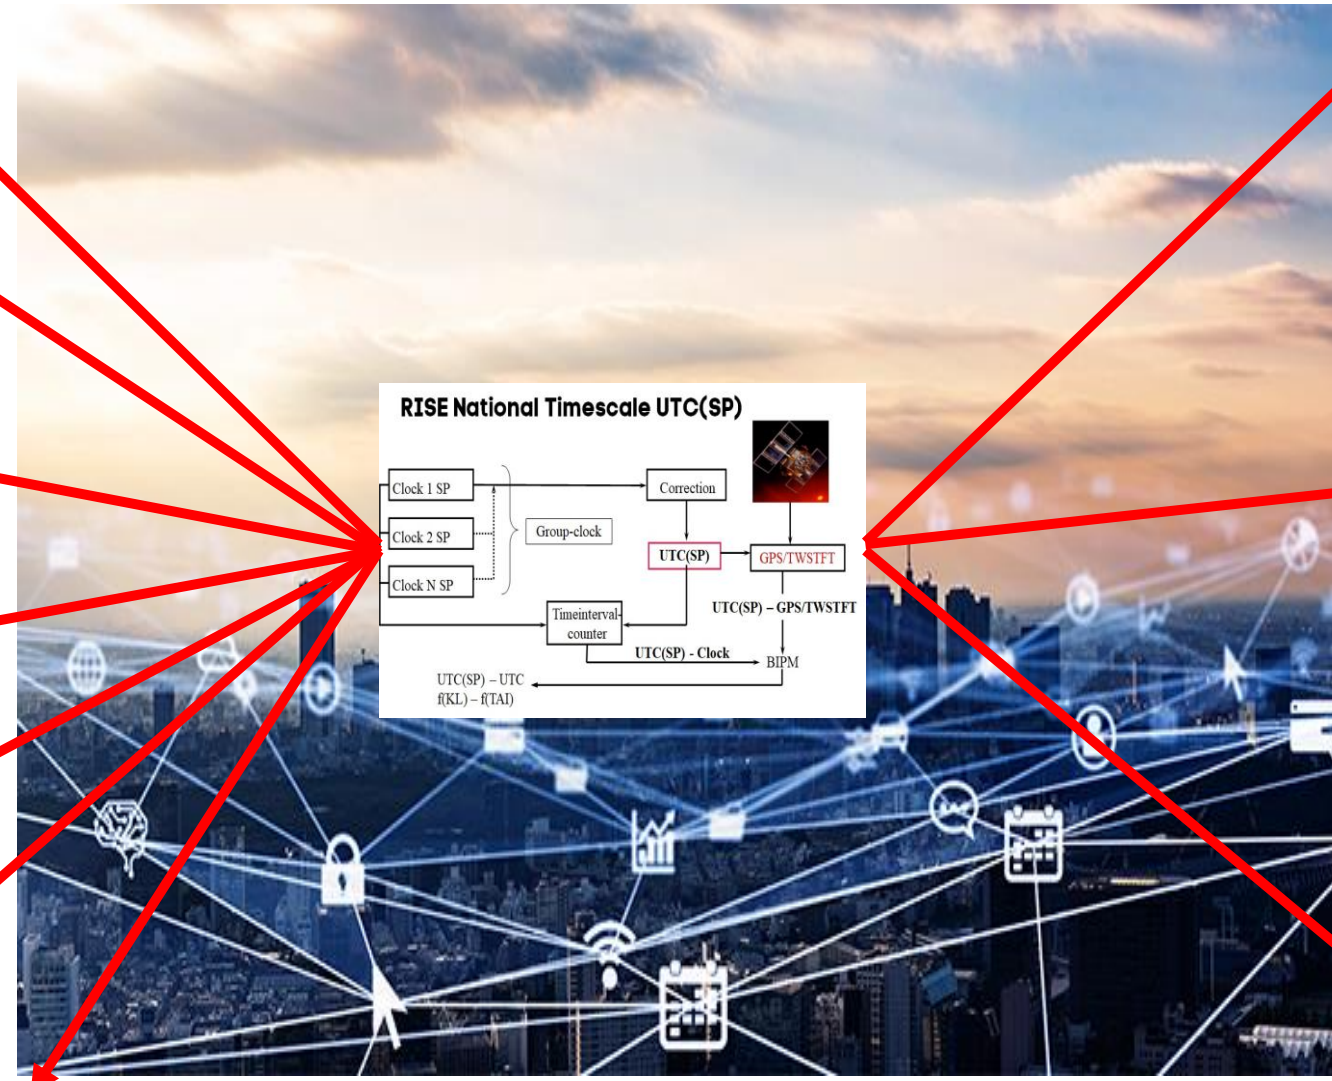 RISE National Timescale UTC(SP)
Clock 1 SP
Correction
Clock 2 SP
Group-clock
UTC(SP)
GPS/TWSTFT
Clock N SP
UTC(SP) – GPS/TWSTFT
Timeinterval-
counter
UTC(SP) - Clock
BIPM
UTC(SP) – UTC
f(KL) – f(TAI)